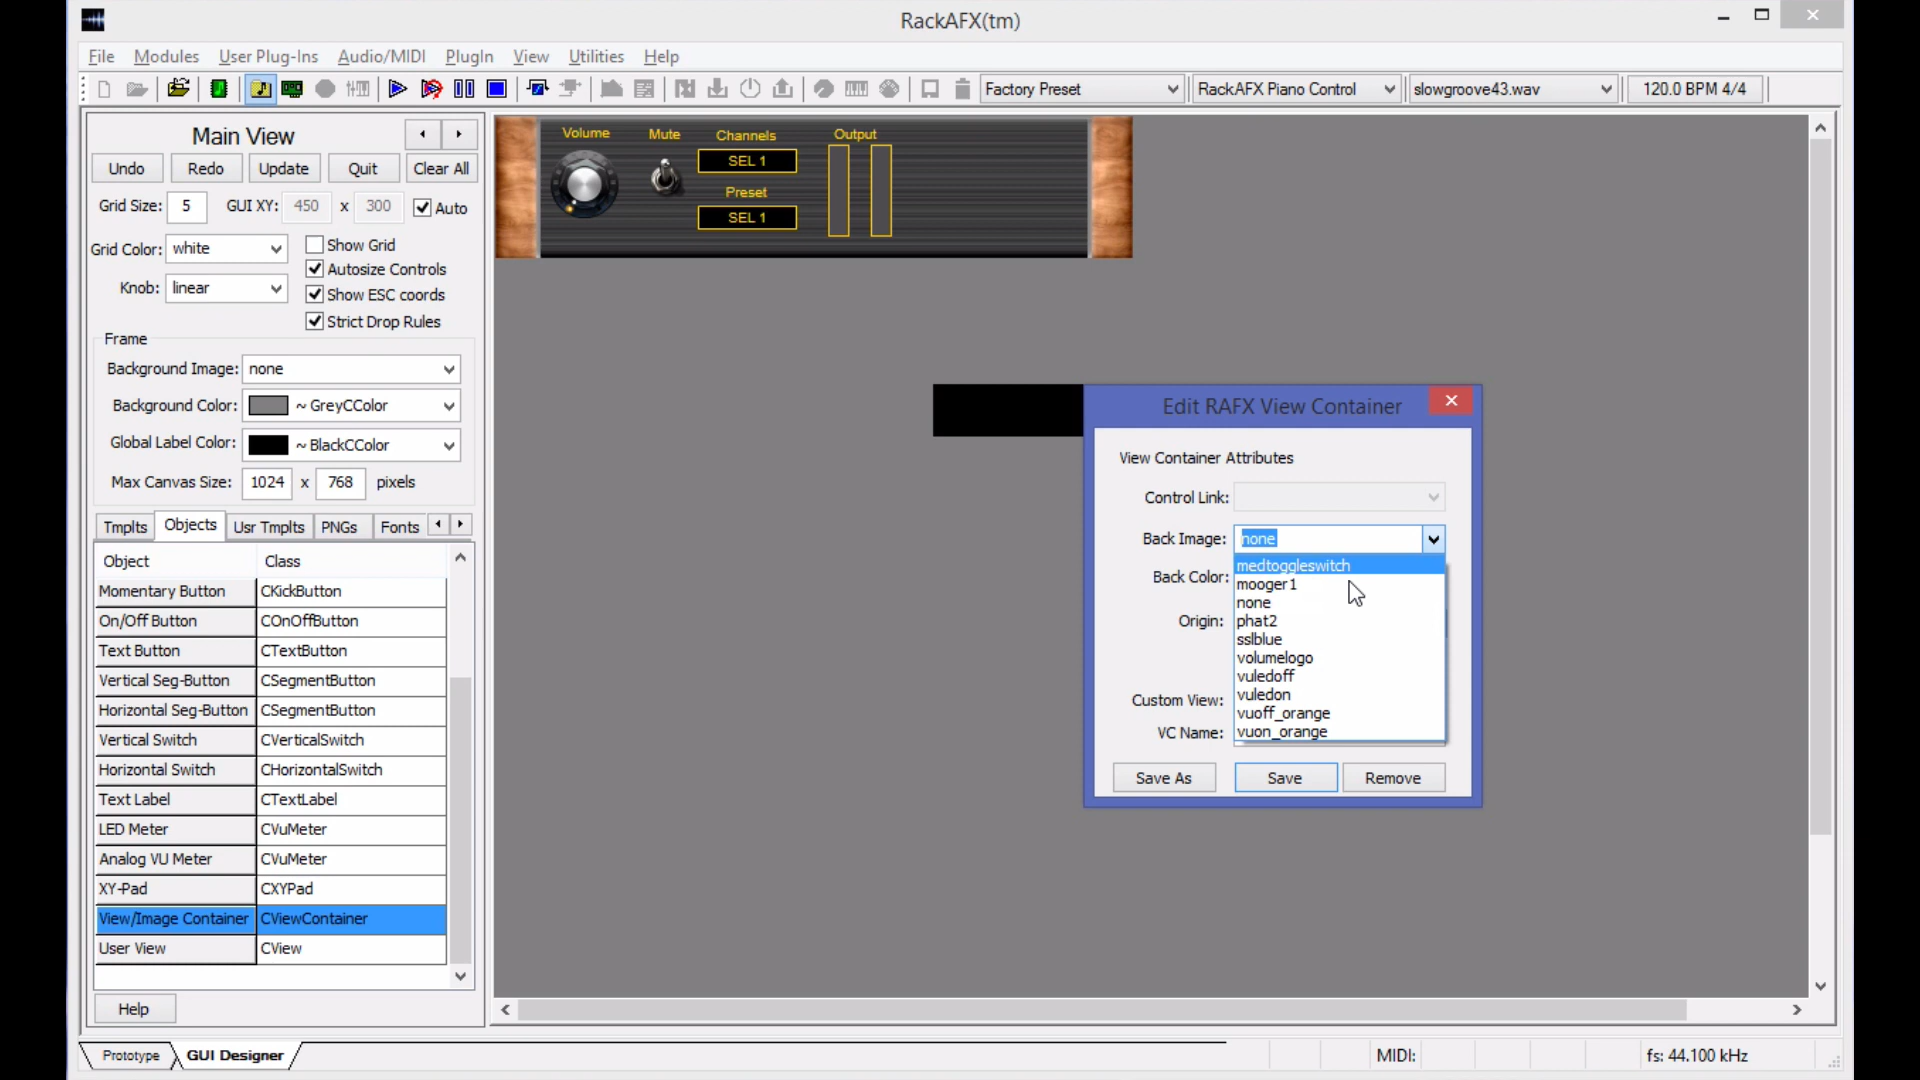 RackAFX(tm)
File Modules User Plug-Ins Audio/MIDI PlugIn View Utilities Help
Factory Preset RackAFX Piano Control slowgroove43.wav 120.0 BPM 4/4
Main View
Undo Redo Update Quit Clear All
Grid Size: 5 GUI XY: 450 x 300 Auto
Grid Color: white Show Grid
Autosize Controls
Knob: linear Show ESC coords
Strict Drop Rules
Frame
Background Image: none
Background Color: ~ GreyCColor
Global Label Color: ~ BlackCColor
Max Canvas Size: 1024 x 768 pixels
Tmplts Objects Usr Tmplts PNGs Fonts
Object Class
Momentary Button CKickButton
On/Off Button COnOffButton
Text Button CTextButton
Vertical Seg-Button CSegmentButton
Horizontal Seg-Button CSegmentButton
Vertical Switch CVerticalSwitch
Horizontal Switch CHorizontalSwitch
Text Label CTextLabel
LED Meter CVuMeter
Analog VU Meter CVuMeter
XY-Pad CXYPad
View/Image Container CViewContainer
User View CView
Help
Volume Mute Channels Output
SEL 1
Preset
SEL 1
Edit RAFX View Container
View Container Attributes
Control Link:
Back Image: none
Back Color:
Origin:
Custom View:
VC Name:
medtoggleswitch
mooger1
none
phat2
sslblue
volumelogo
vuledoff
vuledon
vuoff_orange
vuon_orange
Save As Save Remove
Prototype GUI Designer MIDI: fs: 44.100 kHz